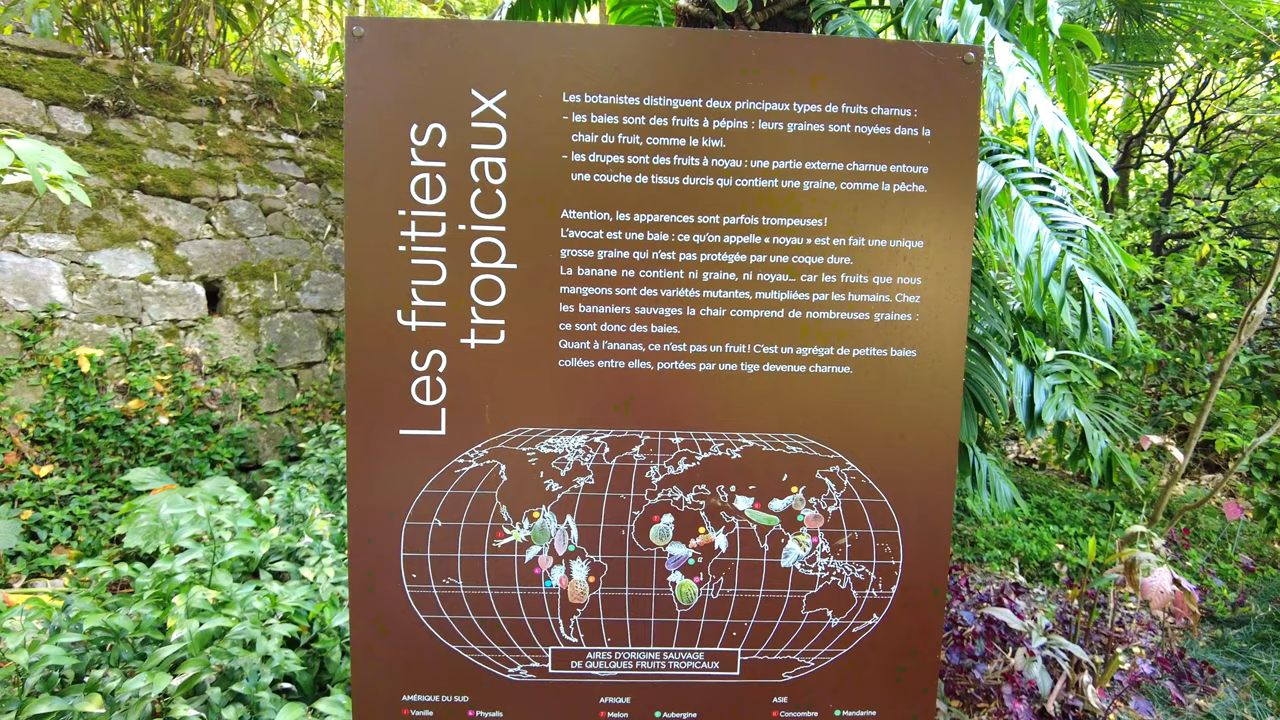 Les fruitiers
tropicaux
Les botanistes distinguent deux principaux types de fruits charnus :
– les baies sont des fruits à pépins : leurs graines sont noyées dans la
chair du fruit, comme le kiwi.
– les drupes sont des fruits à noyau : une partie externe charnue entoure
une couche de tissus durcis qui contient une graine, comme la pêche.
Attention, les apparences sont parfois trompeuses !
L’avocat est une baie : ce qu’on appelle « noyau » est en fait une unique
grosse graine qui n’est pas protégée par une coque dure.
La banane ne contient ni graine, ni noyau... car les fruits que nous
mangeons sont des variétés mutantes, multipliées par les humains. Chez
les bananiers sauvages la chair comprend de nombreuses graines :
ce sont donc des baies.
Quant à l’ananas, ce n’est pas un fruit ! C’est un agrégat de petites baies
collées entre elles, portées par une tige devenue charnue.
AIRES D’ORIGINE SAUVAGE
DE QUELQUES FRUITS TROPICAUX
AMÉRIQUE DU SUD AFRIQUE ASIE
Vanille Physalis Melon Aubergine Concombre Mandarine